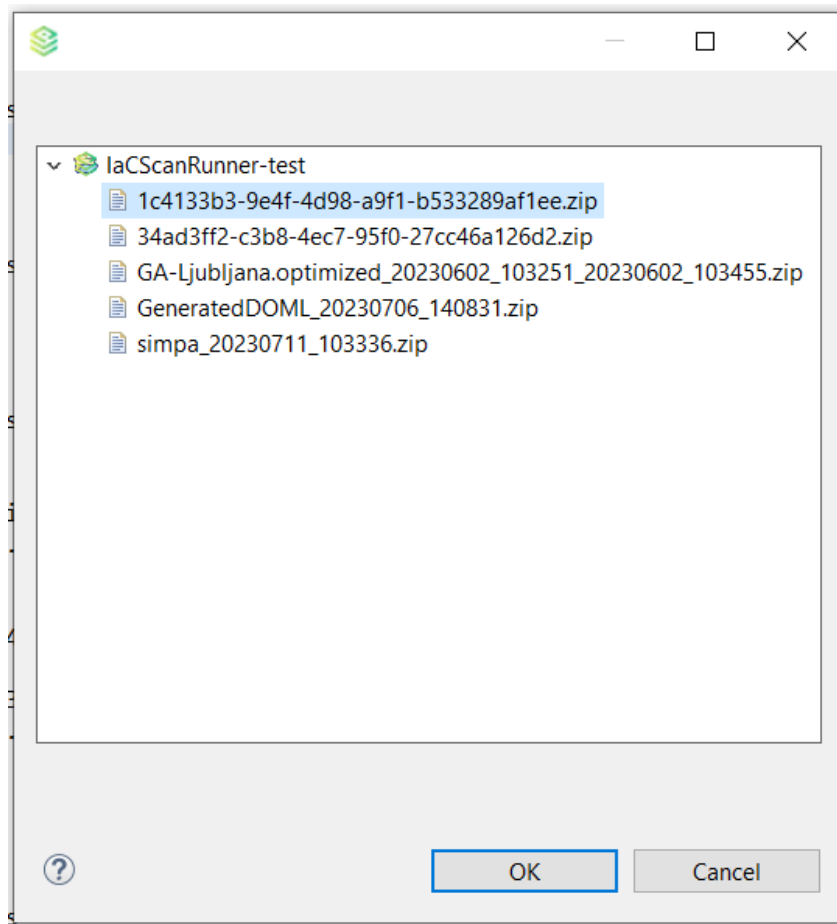 IaCScanRunner-test
1c4133b3-9e4f-4d98-a9f1-b533289af1ee.zip
34ad3ff2-c3b8-4ec7-95f0-27cc46a126d2.zip
GA-Ljubljana.optimized_20230602_103251_20230602_103455.zip
GeneratedDOML_20230706_140831.zip
simpa_20230711_103336.zip
?
OK Cancel